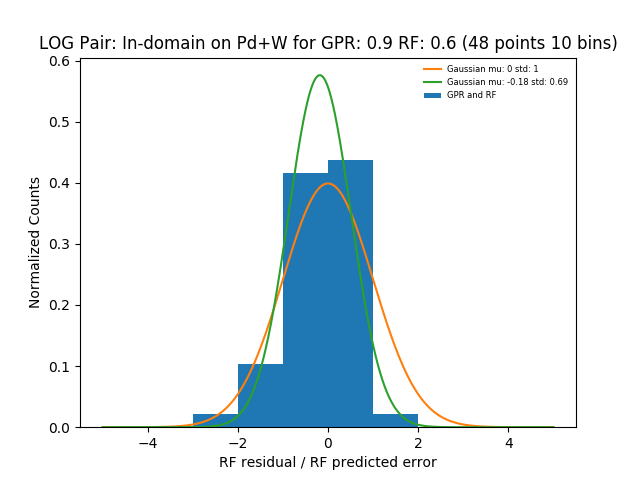 LOG Pair: In-domain on Pd+W for GPR: 0.9 RF: 0.6 (48 points 10 bins)
Gaussian mu: 0 std: 1
Gaussian mu: -0.18 std: 0.69
GPR and RF
Normalized Counts
0.6
0.5
0.4
0.3
0.2
0.1
0.0
−4
−2
0
2
4
RF residual / RF predicted error